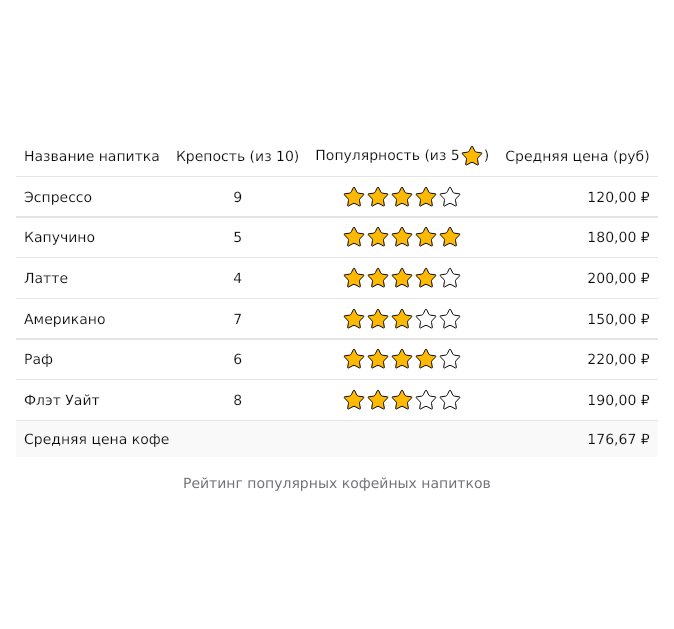 Название напитка Крепость (из 10) Популярность (из 5⭐) Средняя цена (руб)
Эспрессо 9 120,00 ₽
Капучино 5 180,00 ₽
Латте 4 200,00 ₽
Американо 7 150,00 ₽
Раф 6 220,00 ₽
Флэт Уайт 8 190,00 ₽
Средняя цена кофе 176,67 ₽
Рейтинг популярных кофейных напитков